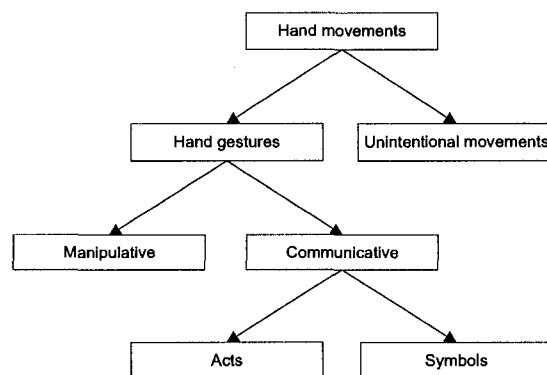 Hand movements
Hand gestures
Unintentional movements
Manipulative
Communicative
Acts
Symbols